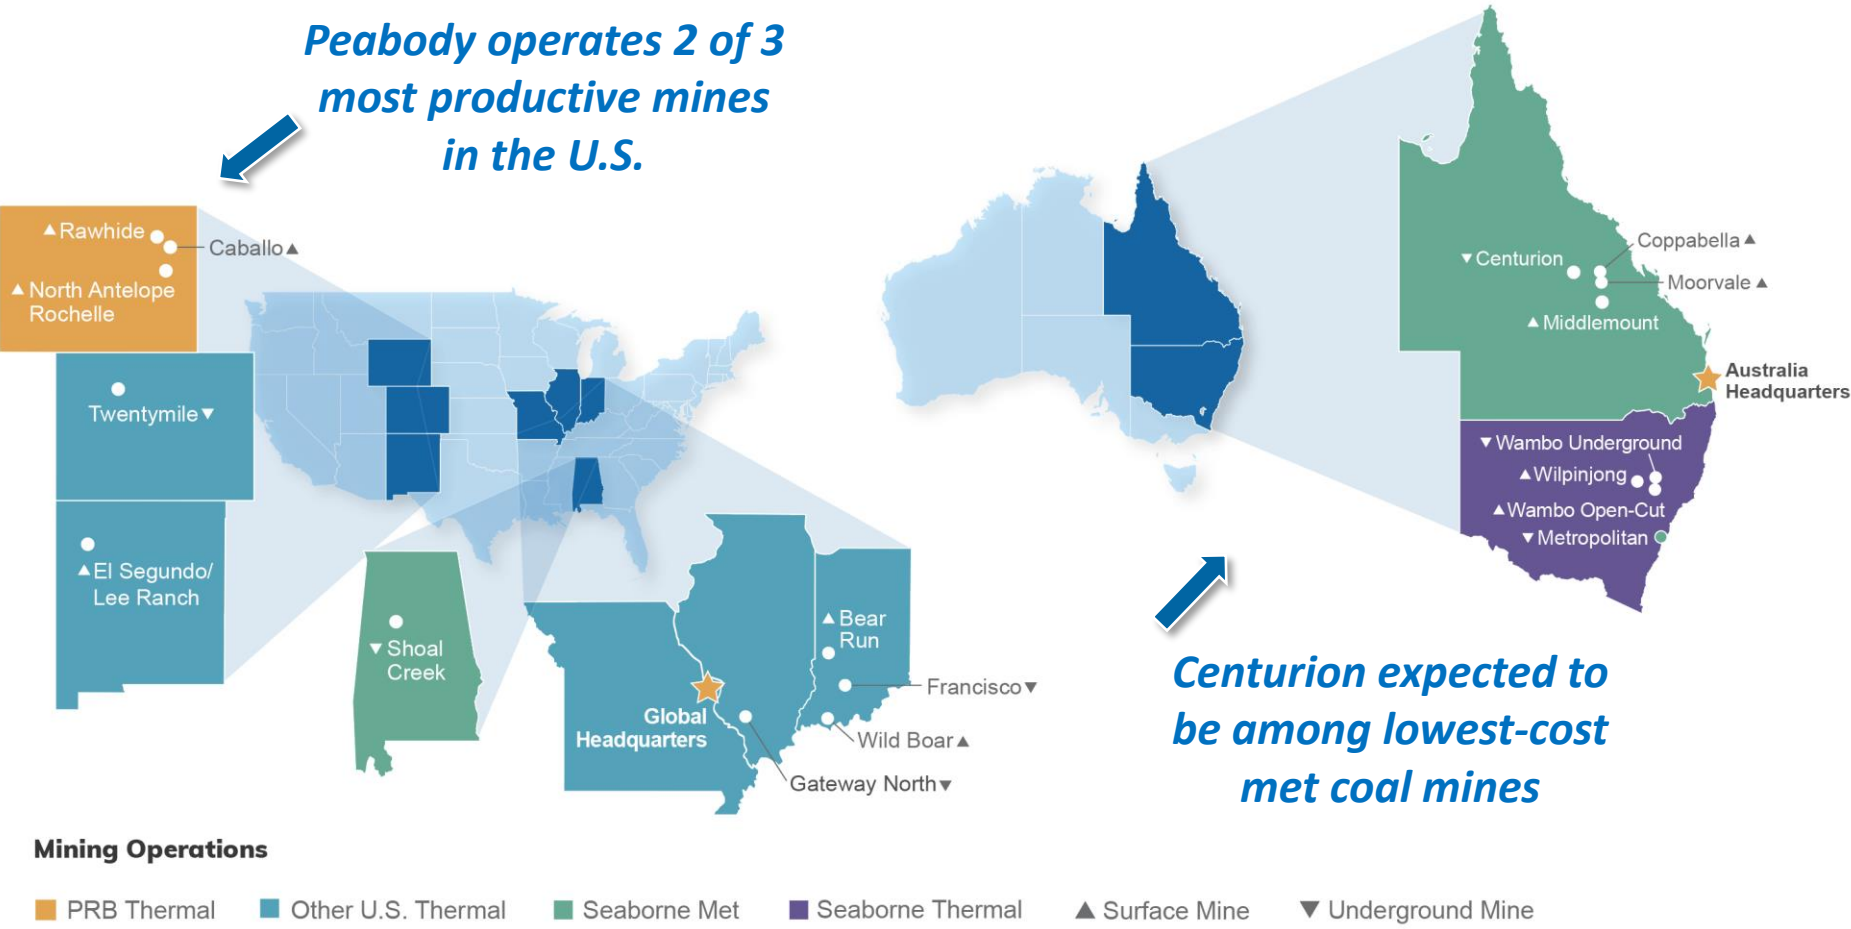 Peabody operates 2 of 3
most productive mines
in the U.S.
▲ Rawhide
Caballo ▲
▲ North Antelope
Rochelle
Twentymile ▼
▲ El Segundo/
Lee Ranch
▼ Shoal
Creek
Global
Headquarters
▲ Bear
Run
Francisco ▼
Wild Boar ▲
Gateway North ▼
Coppabella ▲
▼ Centurion
Moorvale ▲
▲ Middlemount
Australia
Headquarters
▼ Wambo Underground
▲ Wilpinjong
▲ Wambo Open-Cut
▼ Metropolitan
Centurion expected to
be among lowest-cost
met coal mines
Mining Operations
PRB Thermal
Other U.S. Thermal
Seaborne Met
Seaborne Thermal
▲ Surface Mine
▼ Underground Mine